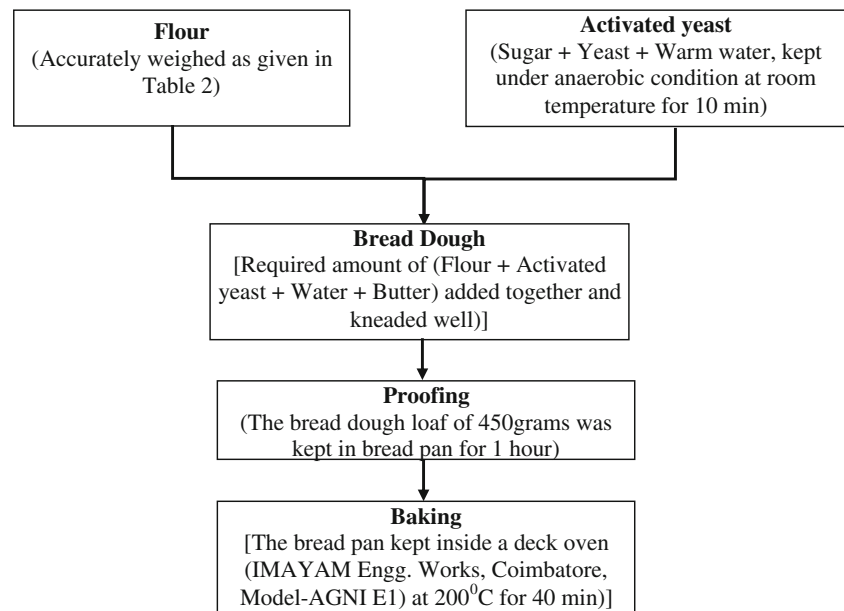 Flour
(Accurately weighed as given in
Table 2)
Activated yeast
(Sugar + Yeast + Warm water, kept
under anaerobic condition at room
temperature for 10 min)
Bread Dough
[Required amount of (Flour + Activated
yeast + Water + Butter) added together and
kneaded well)]
Proofing
(The bread dough loaf of 450grams was
kept in bread pan for 1 hour)
Baking
[The bread pan kept inside a deck oven
(IMAYAM Engg. Works, Coimbatore,
Model-AGNI E1) at 200⁰C for 40 min)]